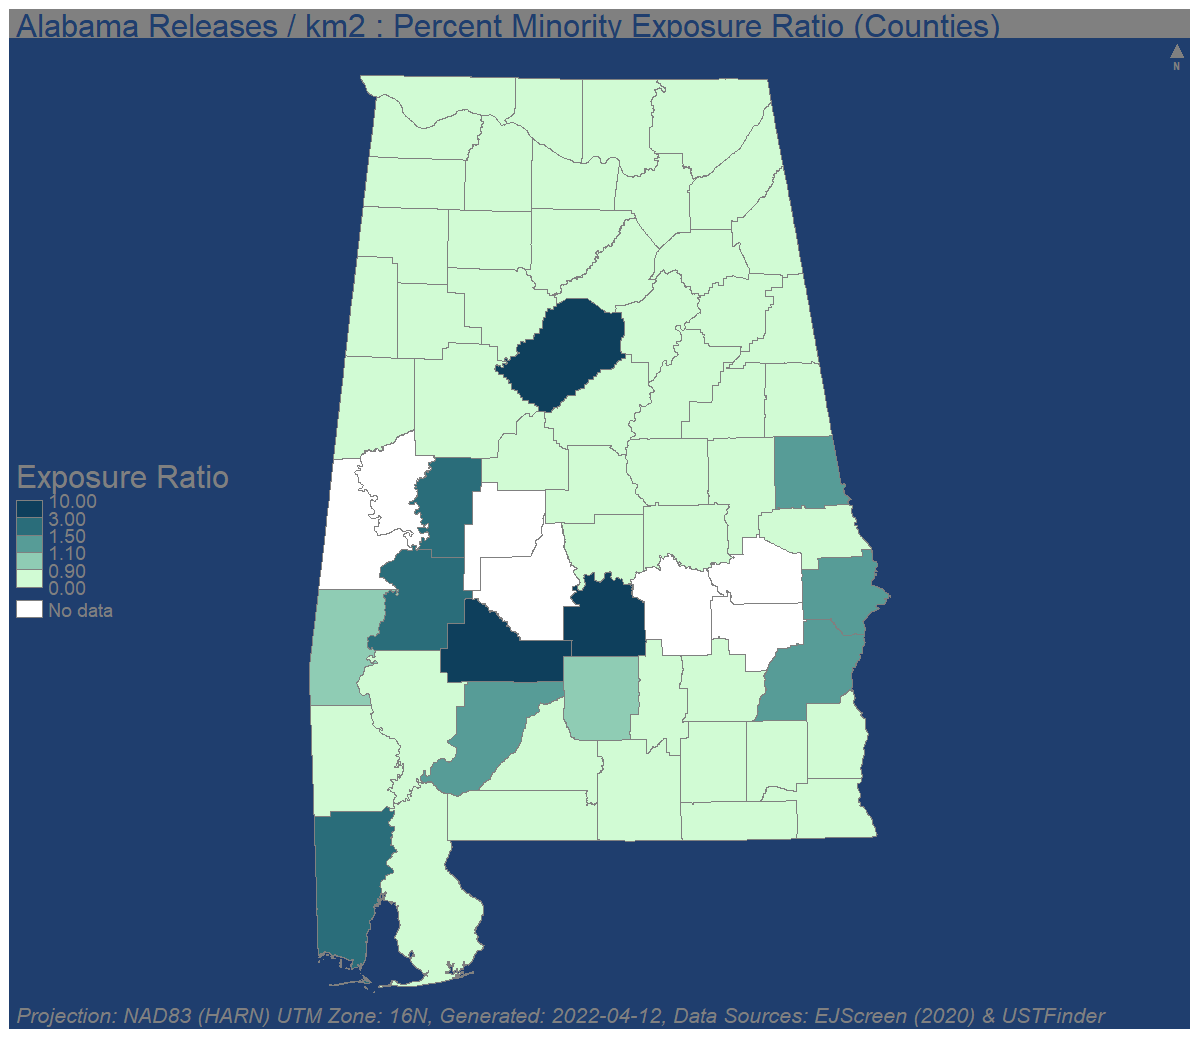 Alabama Releases / km2 : Percent Minority Exposure Ratio (Counties)
N
Exposure Ratio
10.00
3.00
1.50
1.10
0.90
0.00
No data
Projection: NAD83 (HARN) UTM Zone: 16N, Generated: 2022-04-12, Data Sources: EJScreen (2020) & USTFinder